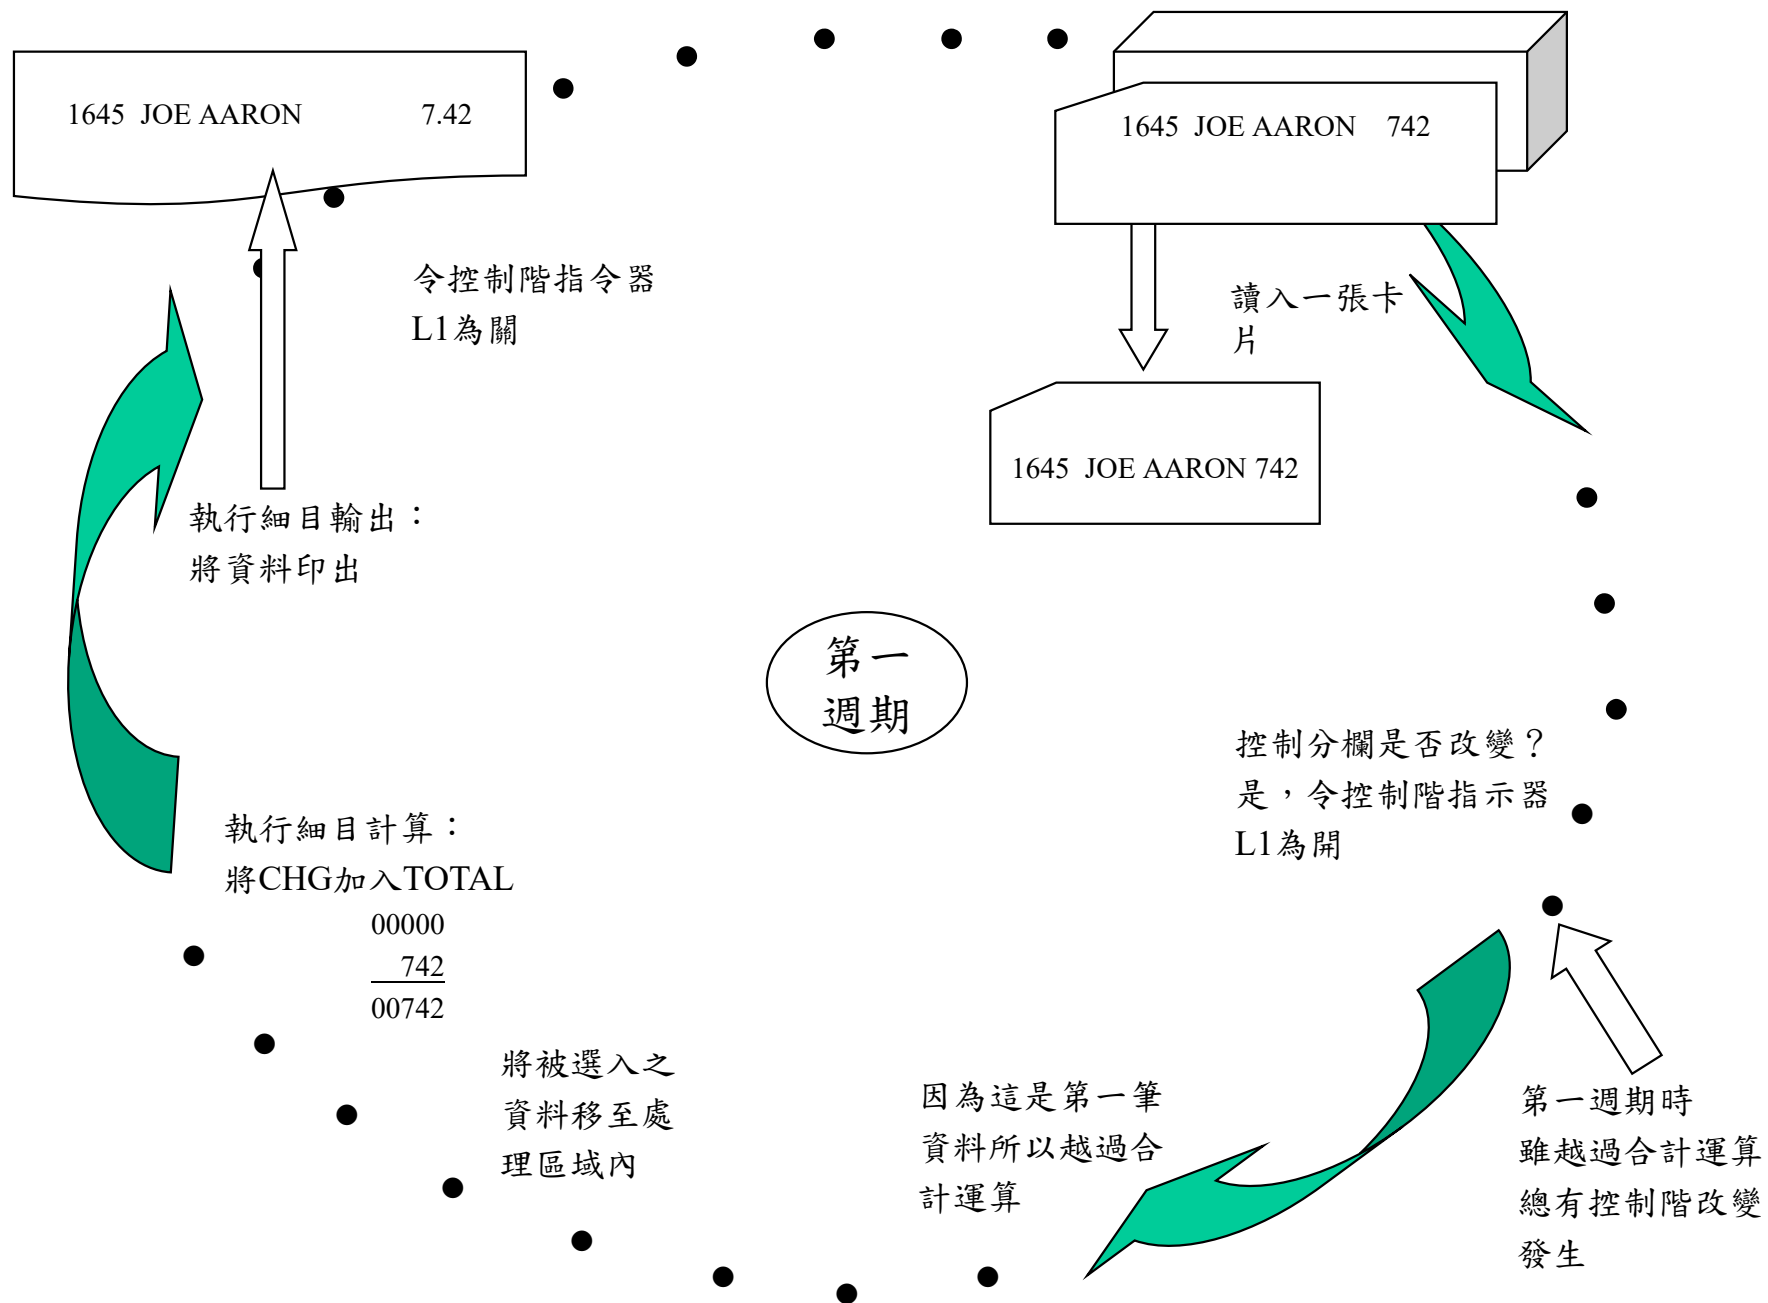 1645 JOE AARON 7.42
1645 JOE AARON 742
令控制階指令器
L1為關
讀入一張卡
片
1645 JOE AARON 742
執行細目輸出：
將資料印出
第一
週期
控制分欄是否改變？
是，令控制階指示器
L1為開
執行細目計算：
將CHG加入TOTAL
00000
742
00742
將被選入之
資料移至處
理區域內
因為這是第一筆
資料所以越過合
計運算
第一週期時
雖越過合計運算
總有控制階改變
發生